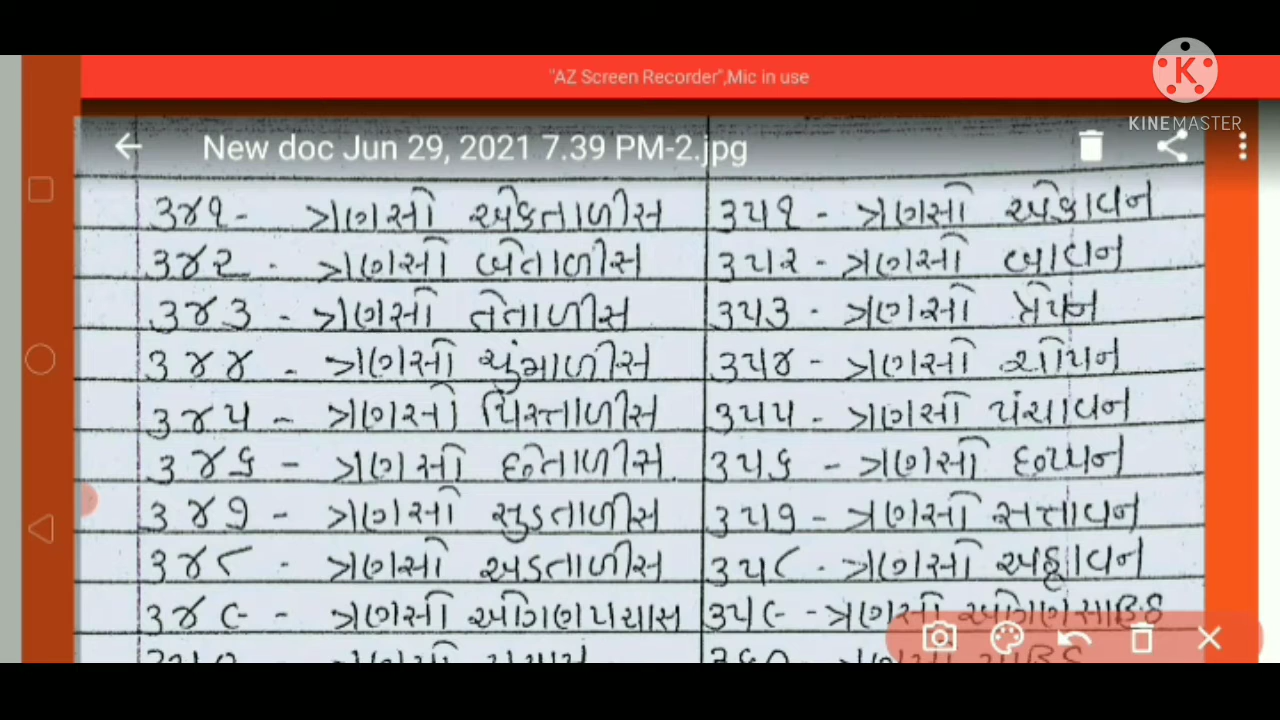 "AZ Screen Recorder",Mic in use
KINEMASTER
New doc Jun 29, 2021 7.39 PM-2.jpg
૩૪૧- ત્રણસો એકતાળીસ ૩૫૧ - ત્રણસો એકાવન
૩૪૨ - ત્રણસો બેતાળીસ ૩૫૨ - ત્રણસો બાવન
૩૪૩ - ત્રણસો તેતાળીસ ૩૫૩ - ત્રણસો ત્રેપન
૩૪૪ - ત્રણસો ચુંમાળીસ ૩૫૪ - ત્રણસો ચોપન
૩૪૫ - ત્રણસો પિસ્તાળીસ ૩૫૫ - ત્રણસો પંચાવન
૩૪૬ - ત્રણસો છેતાળીસ ૩૫૬ - ત્રણસો છપ્પન
૩૪૭ - ત્રણસો સુડતાળીસ ૩૫૭ - ત્રણસો સત્તાવન
૩૪૮ - ત્રણસો અડતાળીસ ૩૫૮ - ત્રણસો અઠ્ઠાવન
૩૪૯ - ત્રણસો ઓગણપચાસ ૩૫૯ - ત્રણસો ઓગણસાઠ